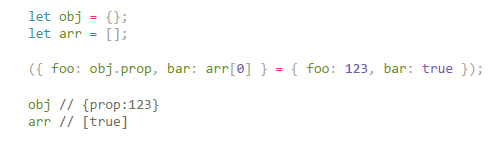 let obj = {};
let arr = [];
({ foo: obj.prop, bar: arr[0] } = { foo: 123, bar: true });
obj // {prop:123}
arr // [true]